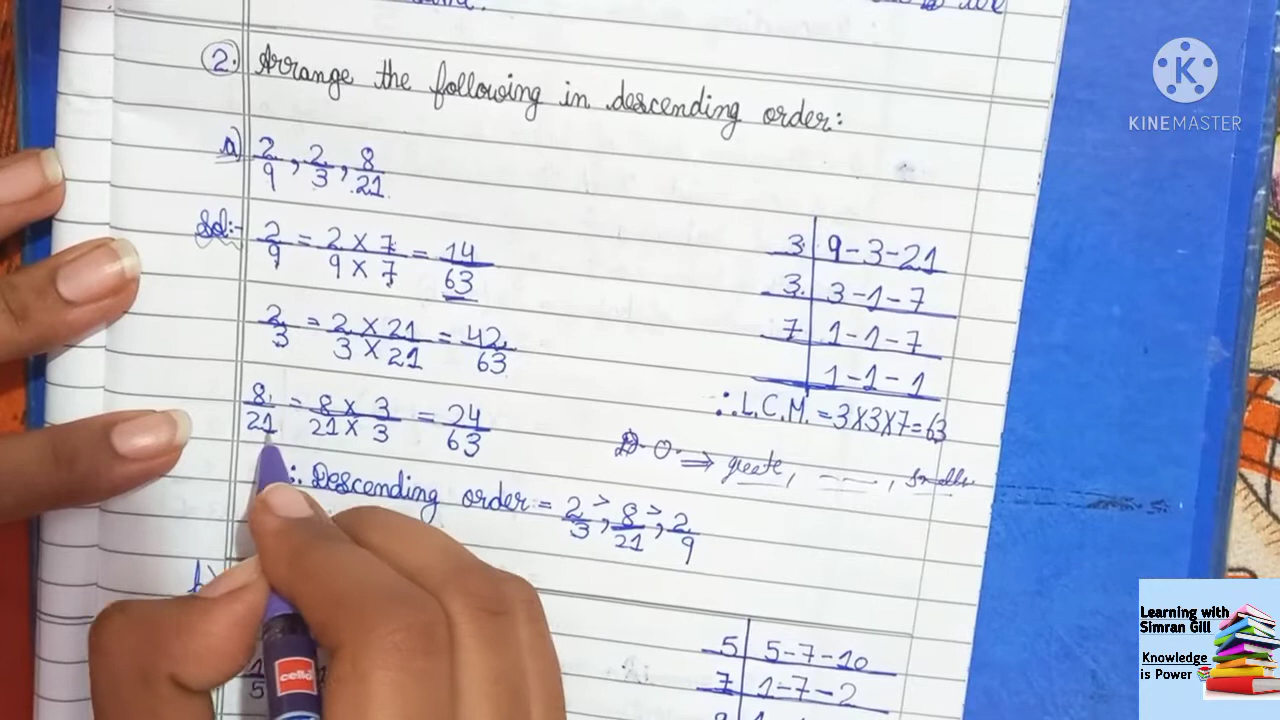 2. Arrange the following in descending order:
a) 2/9, 2/3, 8/21
Sol:- 2/9 = 2 × 7 / 9 × 7 = 14/63
2/3 = 2 × 21 / 3 × 21 = 42/63
8/21 = 8 × 3 / 21 × 3 = 24/63
∴ Descending order = 2/3 >, 8/21 >, 2/9
3 | 9-3-21
3 | 3-1-7
7 | 1-1-7
1-1-1
∴ L.C.M. = 3×3×7=63
D.O. ⇒ greate,
b)
1/5
5 | 5-7-10
7 | 1-7-2
KINEMASTER
Learning with
Simran Gill
Knowledge
is Power
cello